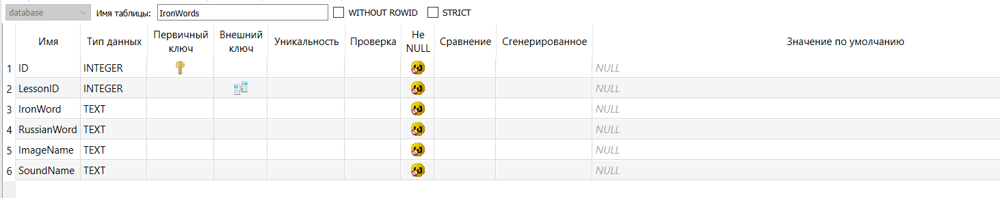 database Имя таблицы: IronWords WITHOUT ROWID STRICT
Имя Тип данных Первичный ключ Внешний ключ Уникальность Проверка Не NULL Сравнение Сгенерированное Значение по умолчанию
1 ID INTEGER NULL
2 LessonID INTEGER NULL
3 IronWord TEXT NULL
4 RussianWord TEXT NULL
5 ImageName TEXT NULL
6 SoundName TEXT NULL